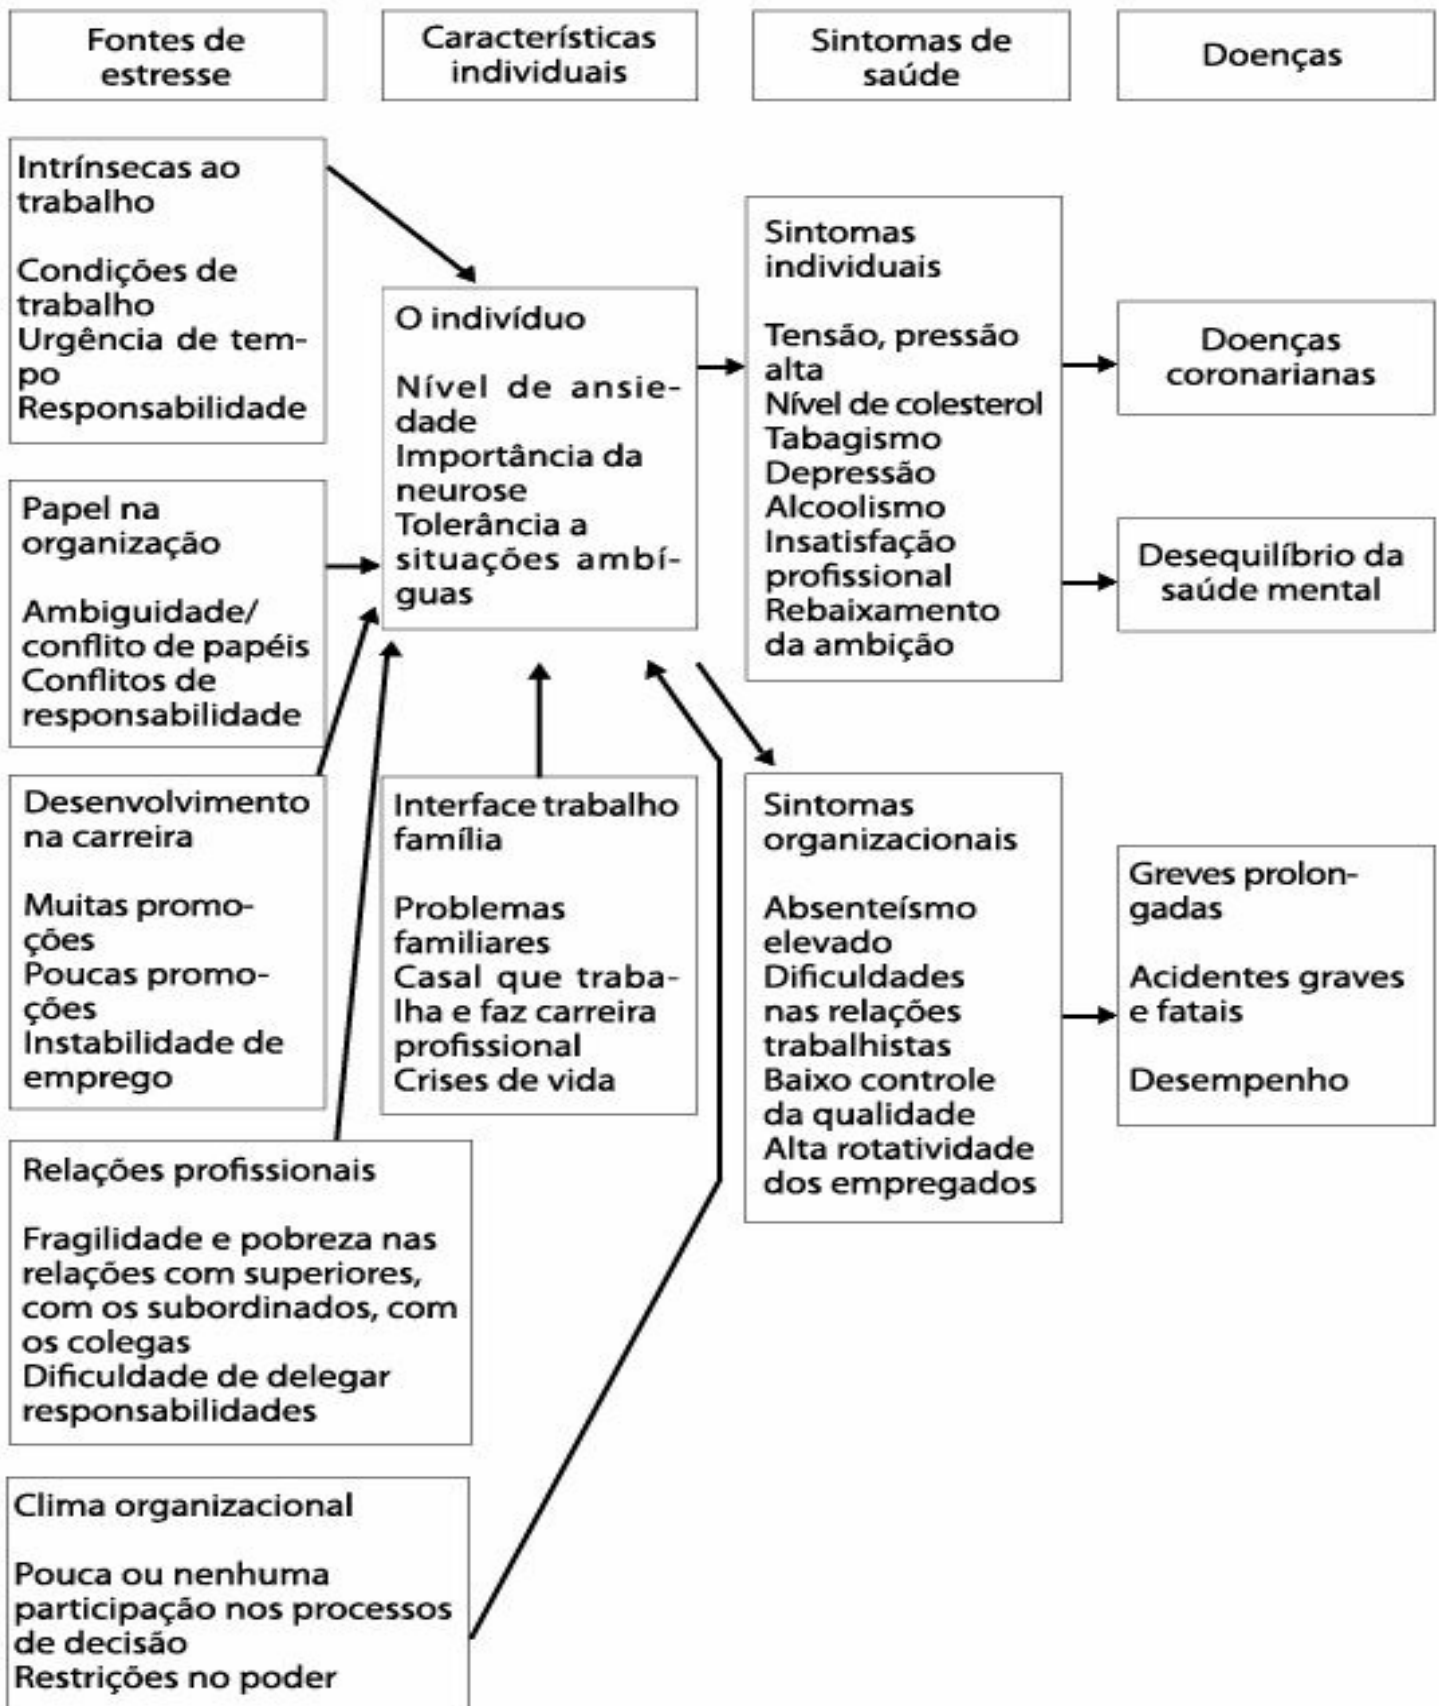 Fontes de
estresse
Características
individuais
Sintomas de
saúde
Doenças
Intrínsecas ao
trabalho
Condições de
trabalho
Urgência de tem-
po
Responsabilidade
Papel na
organização
Ambiguidade/
conflito de papéis
Conflitos de
responsabilidade
Desenvolvimento
na carreira
Muitas promo-
ções
Poucas promo-
ções
Instabilidade de
emprego
Relações profissionais
Fragilidade e pobreza nas
relações com superiores,
com os subordinados, com
os colegas
Dificuldade de delegar
responsabilidades
Clima organizacional
Pouca ou nenhuma
participação nos processos
de decisão
Restrições no poder
O indivíduo
Nível de ansie-
dade
Importância da
neurose
Tolerância a
situações ambí-
guas
Interface trabalho
família
Problemas
familiares
Casal que traba-
lha e faz carreira
profissional
Crises de vida
Sintomas
individuais
Tensão, pressão
alta
Nível de colesterol
Tabagismo
Depressão
Alcoolismo
Insatisfação
profissional
Rebaixamento
da ambição
Sintomas
organizacionais
Absenteísmo
elevado
Dificuldades
nas relações
trabalhistas
Baixo controle
da qualidade
Alta rotatividade
dos empregados
Doenças
coronarianas
Desequilíbrio da
saúde mental
Greves prolon-
gadas
Acidentes graves
e fatais
Desempenho